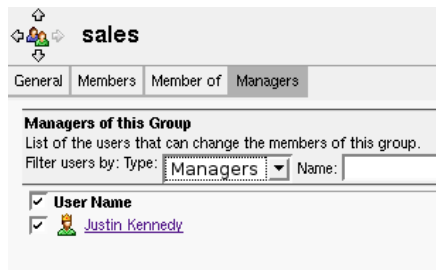 sales
General Members Member of Managers
Managers of this Group
List of the users that can change the members of this group.
Filter users by: Type: Managers Name:
User Name
Justin Kennedy